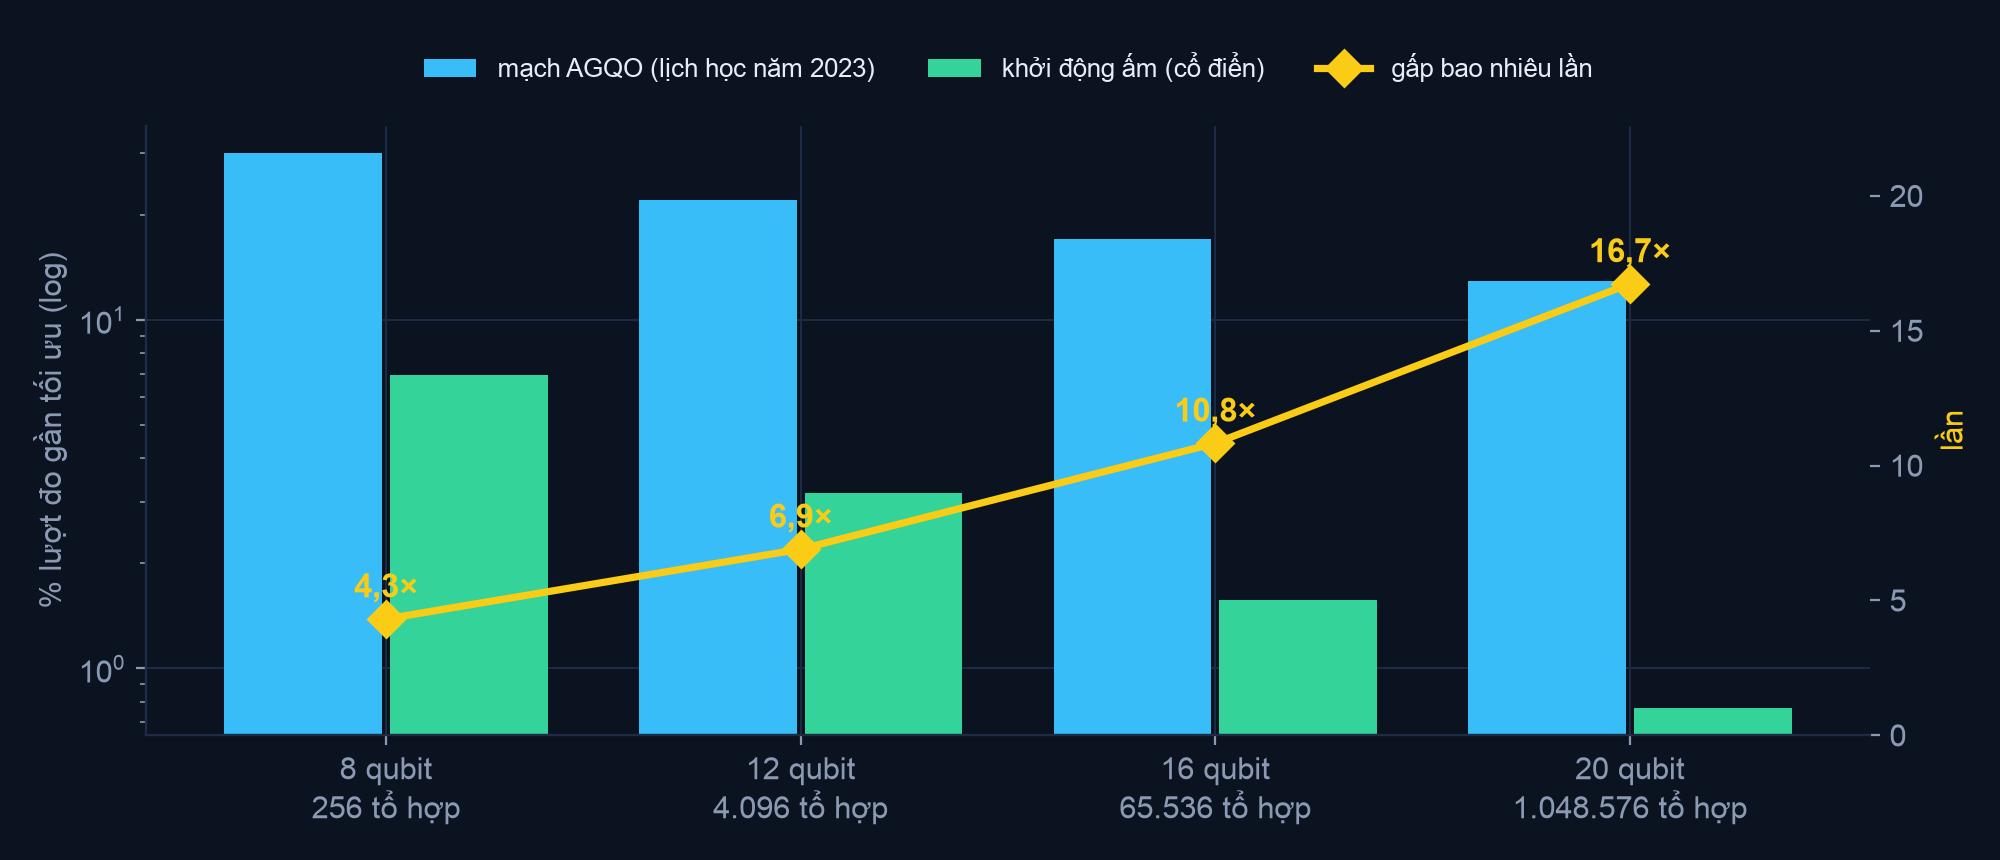 mạch AGQO (lịch học năm 2023)
khởi động ấm (cổ điển)
gấp bao nhiêu lần
% lượt đo gần tối ưu (log)
10¹
10⁰
4,3×
6,9×
10,8×
16,7×
20
15
10
5
0
lần
8 qubit
256 tổ hợp
12 qubit
4.096 tổ hợp
16 qubit
65.536 tổ hợp
20 qubit
1.048.576 tổ hợp